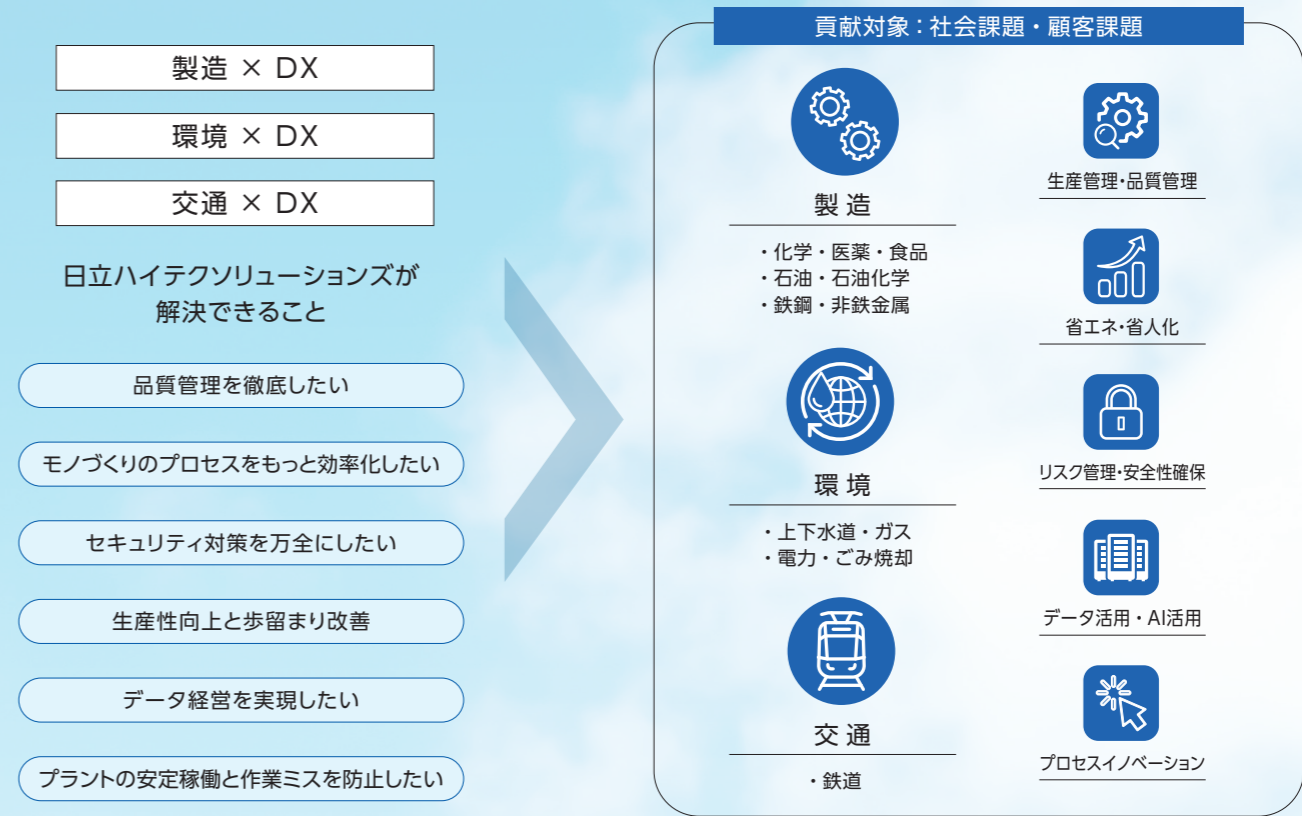 製造 × DX
環境 × DX
交通 × DX
日立ハイテクソリューションズが
解決できること
品質管理を徹底したい
モノづくりのプロセスをもっと効率化したい
セキュリティ対策を万全にしたい
生産性向上と歩留まり改善
データ経営を実現したい
プラントの安定稼働と作業ミスを防止したい
貢献対象：社会課題・顧客課題
製造
・化学・医薬・食品
・石油・石油化学
・鉄鋼・非鉄金属
環境
・上下水道・ガス
・電力・ごみ焼却
交通
・鉄道
生産管理・品質管理
省エネ・省人化
リスク管理・安全性確保
データ活用・AI活用
プロセスイノベーション